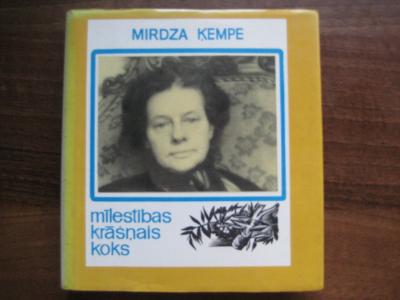 MIRDZA ĶEMPE
mīlestības
krāšņais
koks